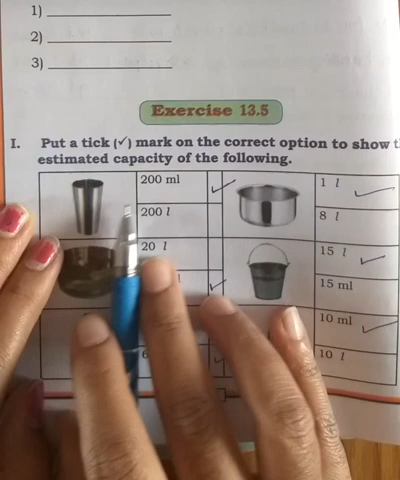 1)
2)
3)
Exercise 13.5
I. Put a tick (✓) mark on the correct option to show t
estimated capacity of the following.
200 ml ✓
200 l
1 l ✓
8 l
20 l
l ✓
15 l ✓
15 ml
6 ✓
10 ml ✓
10 l